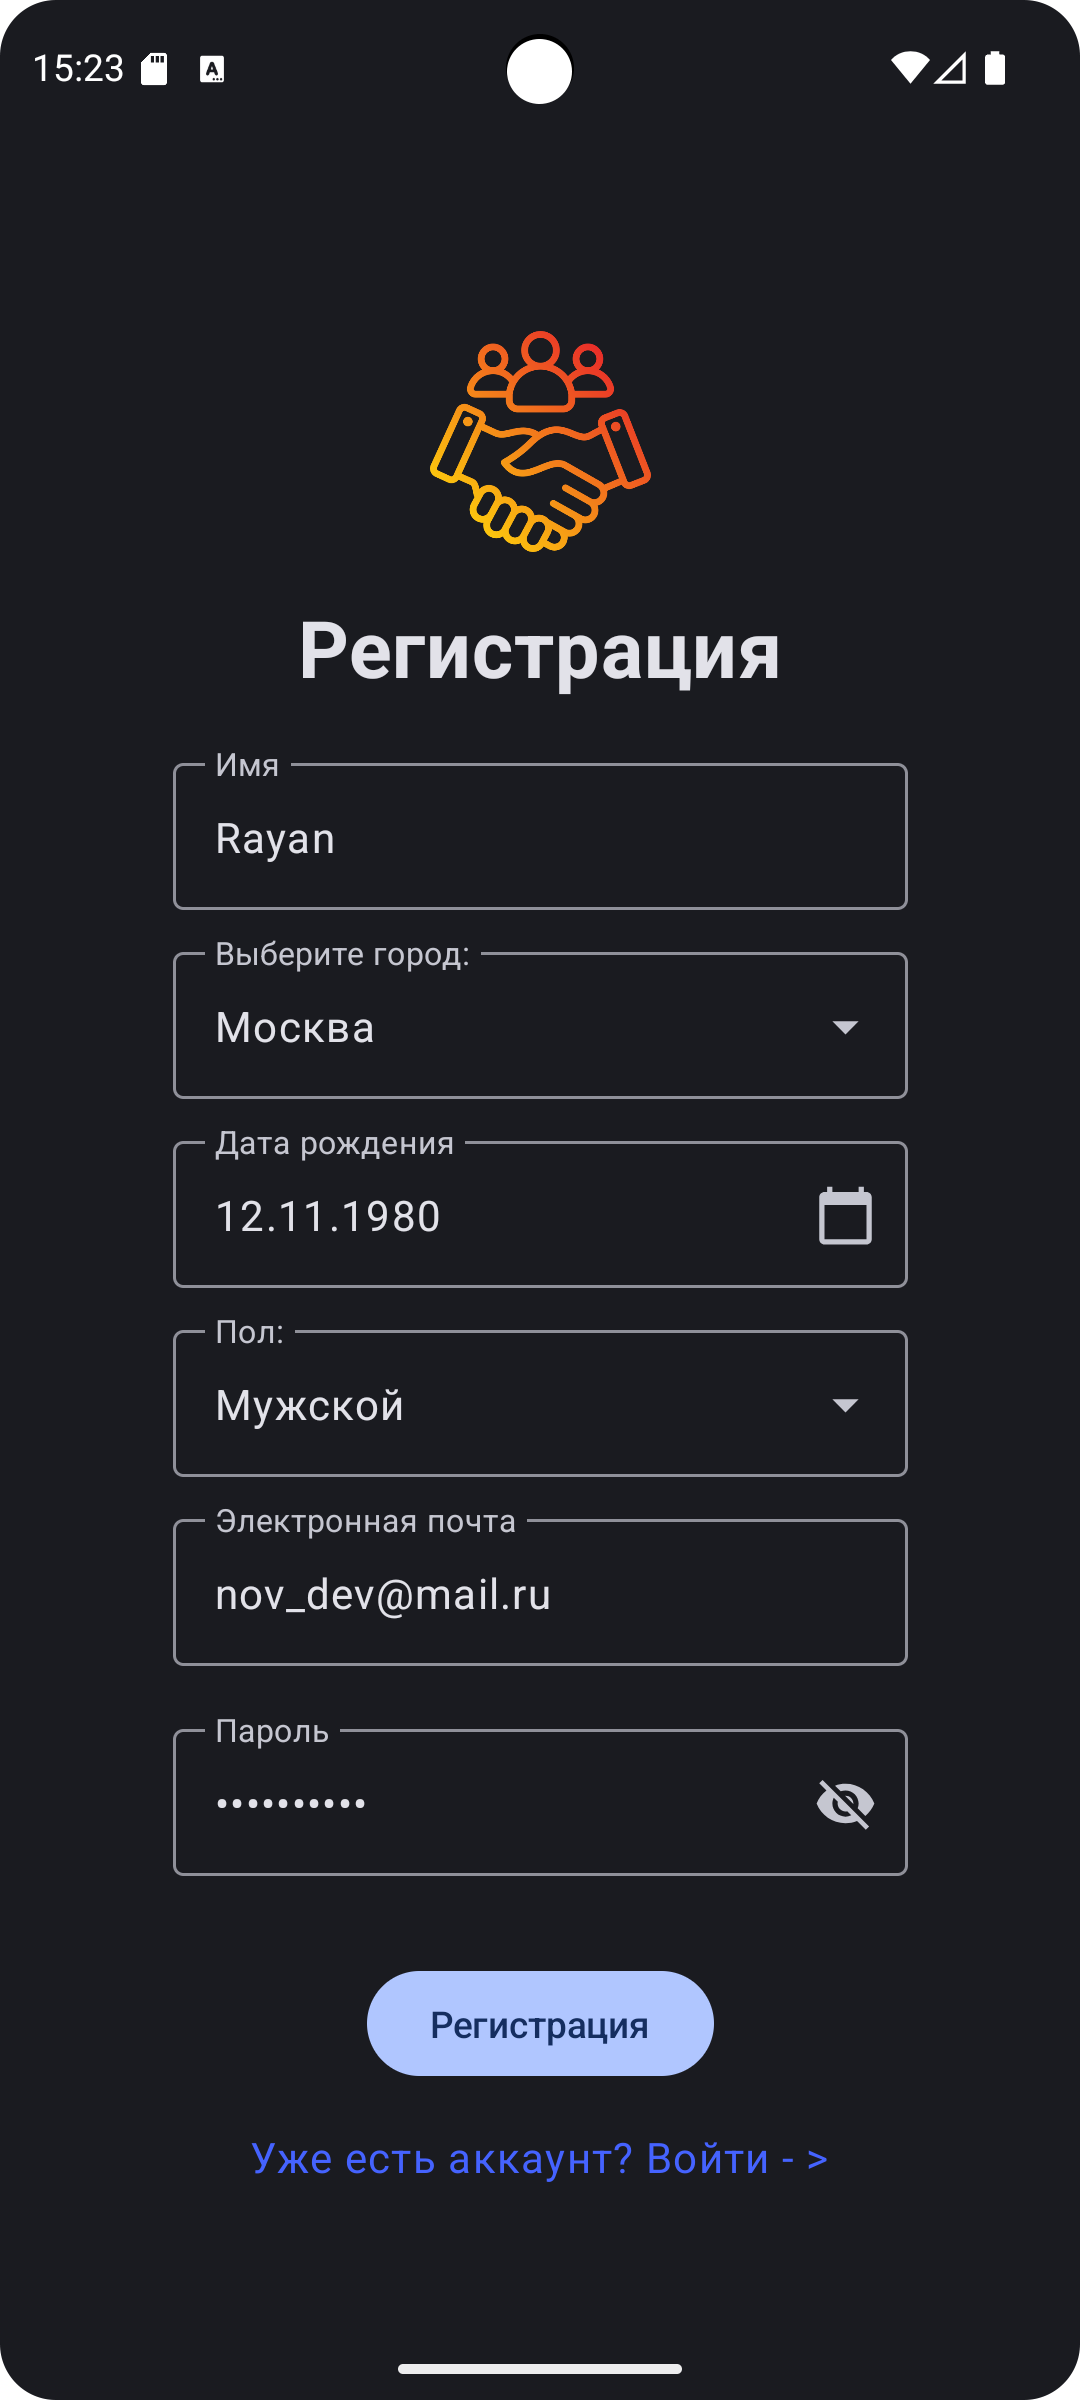 15:23
Регистрация
Имя
Rayan
Выберите город:
Москва
Дата рождения
12.11.1980
Пол:
Мужской
Электронная почта
nov_dev@mail.ru
Пароль
••••••••••
Регистрация
Уже есть аккаунт? Войти - >